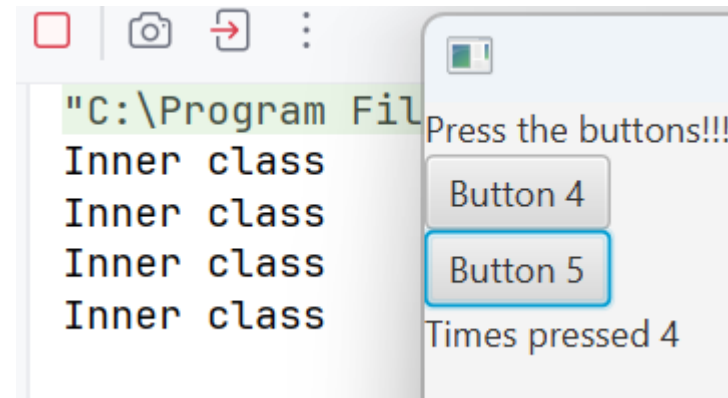 "C:\Program Fil
Inner class
Inner class
Inner class
Inner class
Press the buttons!!!
Button 4
Button 5
Times pressed 4